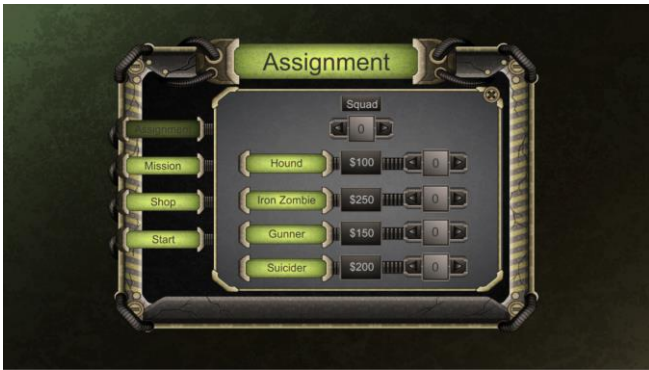 Assignment
Squad
0
Assignment
Mission
Shop
Start
Hound $100 0
Iron Zombie $250 0
Gunner $150 0
Suicider $200 0